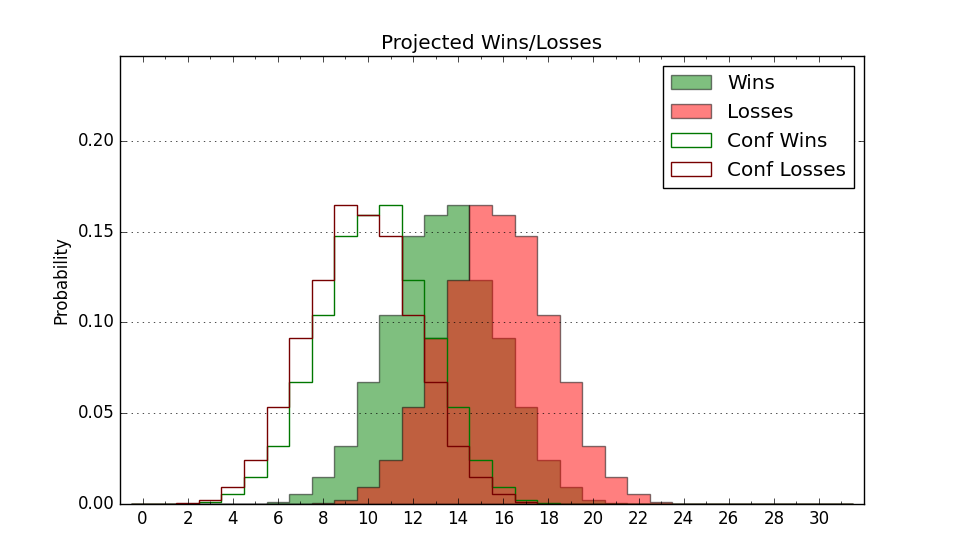 Projected Wins/Losses
Wins
Losses
Conf Wins
Conf Losses
Probability
0.20
0.15
0.10
0.05
0.00
0 2 4 6 8 10 12 14 16 18 20 22 24 26 28 30